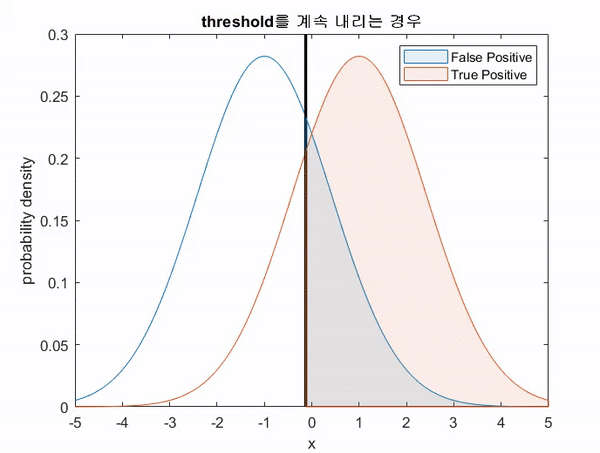 threshold를 계속 내리는 경우
0.3
0.25
0.2
0.15
0.1
0.05
0
probability density
False Positive
True Positive
-5 -4 -3 -2 -1 0 1 2 3 4 5
x